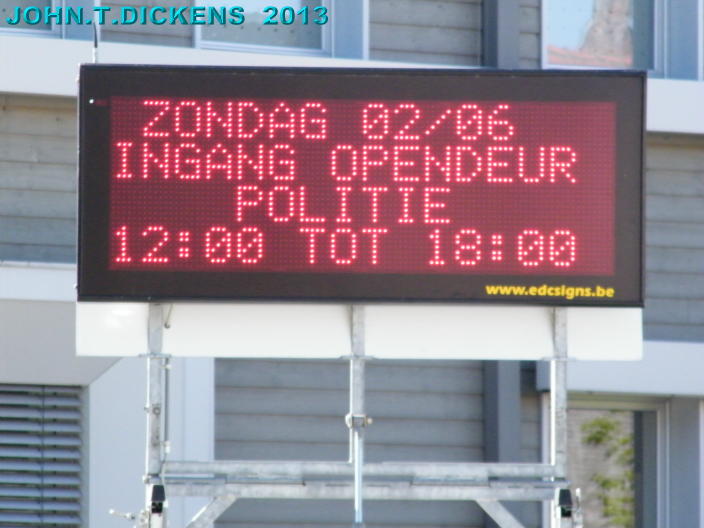 JOHN.T.DICKENS 2013
ZONDAG 02/06
INGANG OPENDEUR
POLITIE
12:00 TOT 18:00
www.edcsigns.be